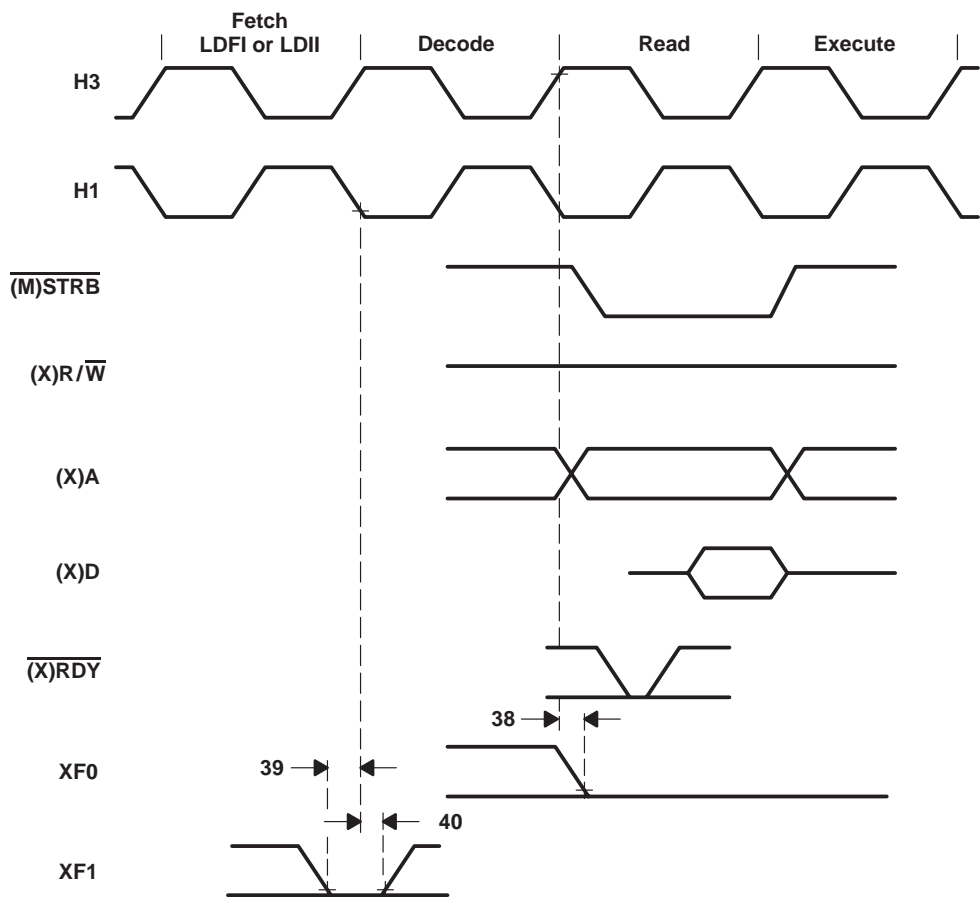 Fetch
LDFI or LDII
Decode
Read
Execute
H3
H1
(M)STRB
(X)R/W
(X)A
(X)D
(X)RDY
38
XF0
39
40
XF1